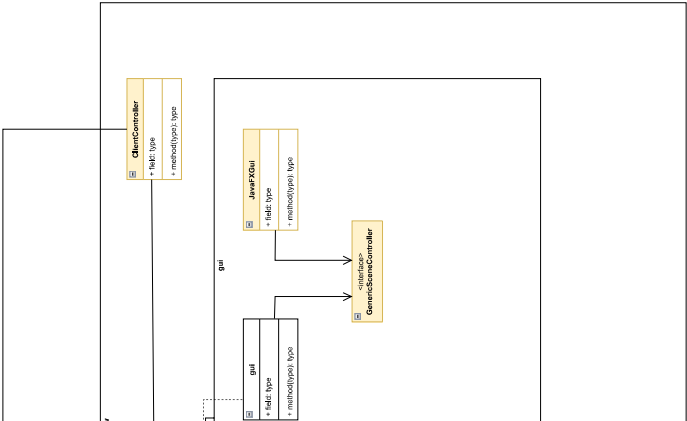 ClientController
+ field: type
+ method(type): type
gui
JavaFXGui
+ field: type
+ method(type): type
<interface>
GenericSceneController
gui
+ field: type
+ method(type): type